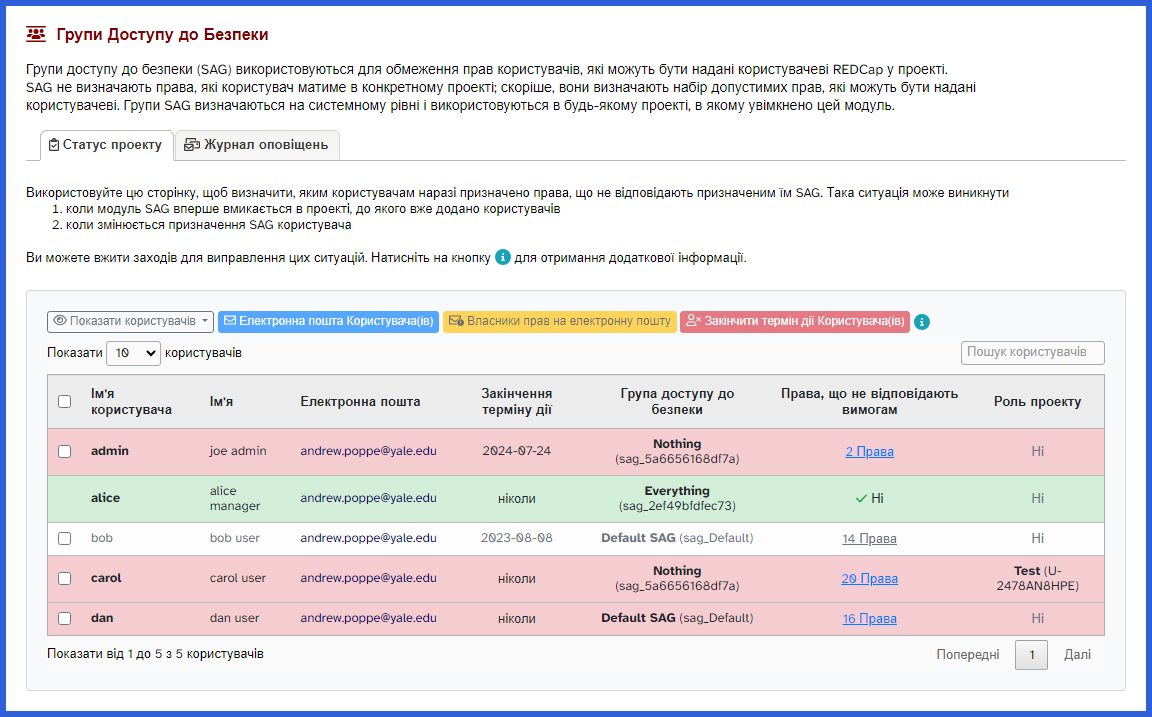 Групи Доступу до Безпеки
Групи доступу до безпеки (SAG) використовуються для обмеження прав користувачів, які можуть бути надані користувачеві REDCap у проекті.
SAG не визначають права, які користувач матиме в конкретному проекті; скоріше, вони визначають набір допустимих прав, які можуть бути надані
користувачеві. Групи SAG визначаються на системному рівні і використовуються в будь-якому проекті, в якому увімкнено цей модуль.
Статус проекту
Журнал оповіщень
Використовуйте цю сторінку, щоб визначити, яким користувачам наразі призначено права, що не відповідають призначеним їм SAG. Така ситуація може виникнути
1. коли модуль SAG вперше вмикається в проекті, до якого вже додано користувачів
2. коли змінюється призначення SAG користувача
Ви можете вжити заходів для виправлення цих ситуацій. Натисніть на кнопку i для отримання додаткової інформації.
Показати користувачів
Електронна пошта Користувача(ів)
Власники прав на електронну пошту
Закінчити термін дії Користувача(ів)
i
Показати 10 користувачів
Пошук користувачів
Ім'я користувача Ім'я Електронна пошта Закінчення терміну дії Група доступу до безпеки Права, що не відповідають вимогам Роль проекту
admin joe admin andrew.poppe@yale.edu 2024-07-24 Nothing (sag_5a6656168df7a) 2 Права Ні
alice alice manager andrew.poppe@yale.edu ніколи Everything (sag_2ef49bfdfec73) Ні Ні
bob bob user andrew.poppe@yale.edu 2023-08-08 Default SAG (sag_Default) 14 Права Ні
carol carol user andrew.poppe@yale.edu ніколи Nothing (sag_5a6656168df7a) 20 Права Test (U-2478AN8HPE)
dan dan user andrew.poppe@yale.edu ніколи Default SAG (sag_Default) 16 Права Ні
Показати від 1 до 5 з 5 користувачів
Попередні 1 Далі